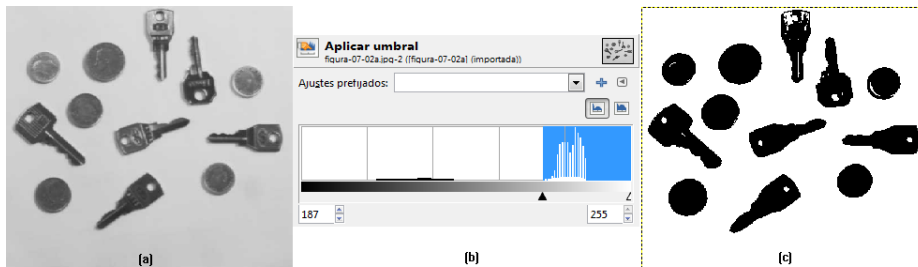 Aplicar umbral
figura-07-02a.jpg-2 ([figura-07-02a] (importada))
Ajustes prefijados:
187
255
(a)
(b)
(c)